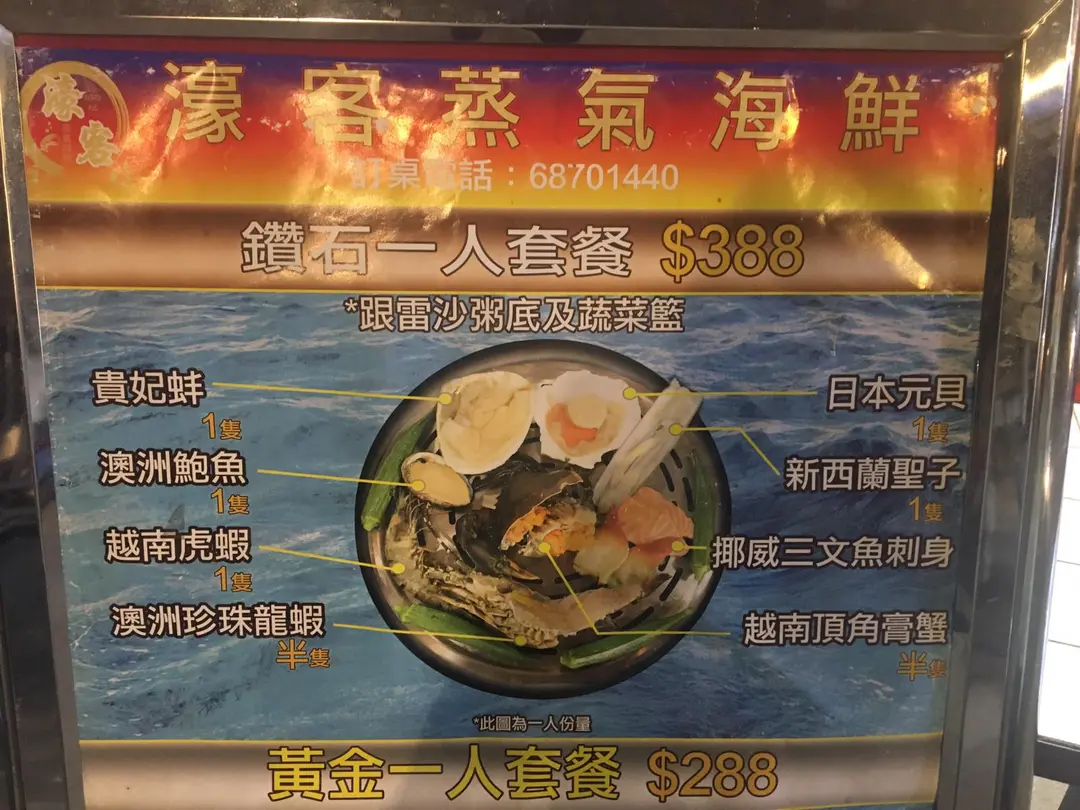 濠客
濠客蒸氣海鮮
訂桌電話：68701440
鑽石一人套餐 $388
*跟雷沙粥底及蔬菜籃
貴妃蚌
1隻
澳洲鮑魚
1隻
越南虎蝦
1隻
澳洲珍珠龍蝦
半隻
日本元貝
1隻
新西蘭聖子
1隻
挪威三文魚刺身
越南頂角膏蟹
半隻
*此圖為一人份量
黃金一人套餐 $288